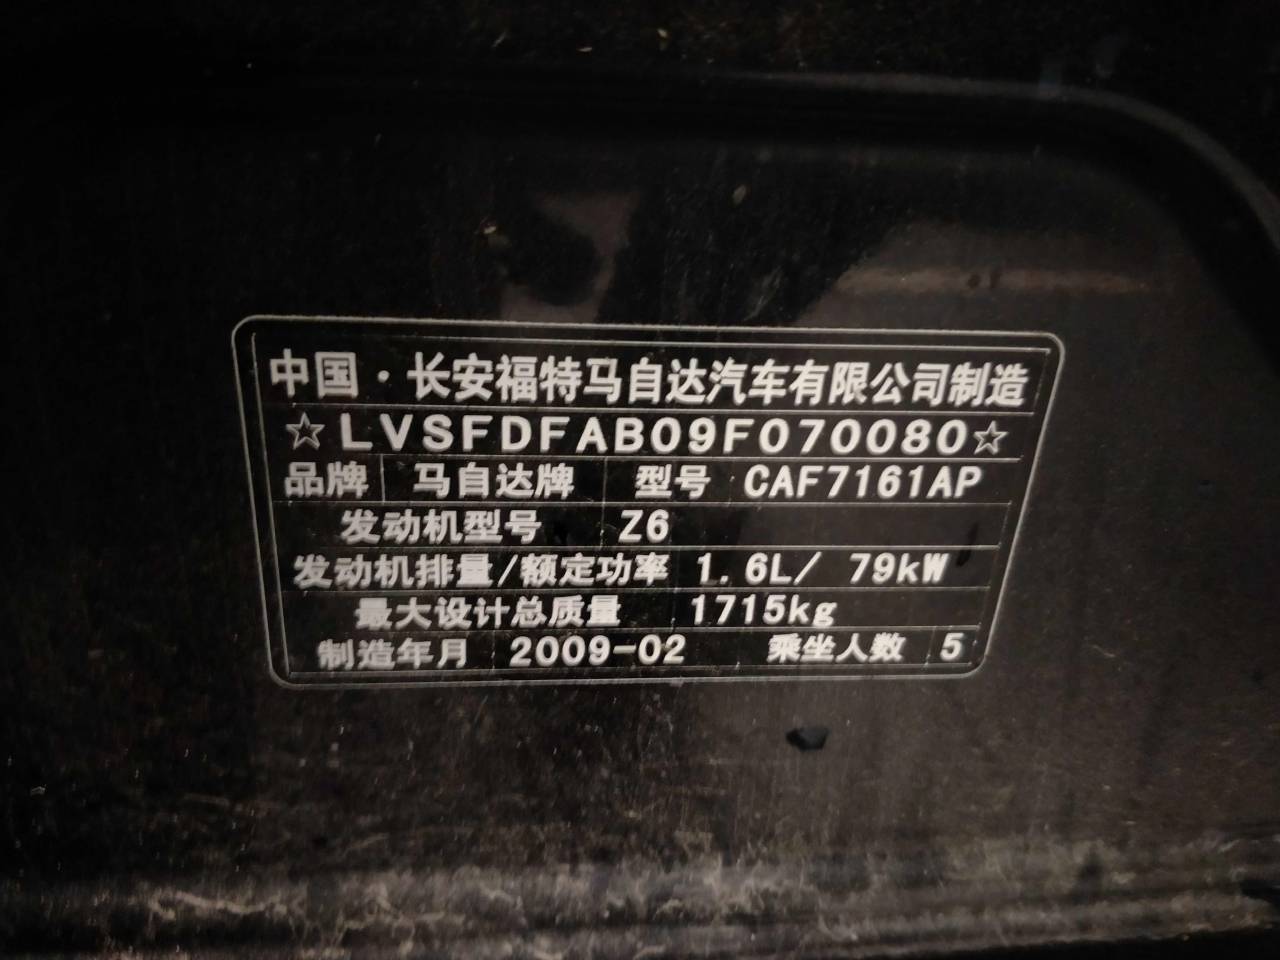 中国·长安福特马自达汽车有限公司制造
☆LVSFDFAB09F070080☆
品牌 马自达牌 型号 CAF7161AP
发动机型号 Z6
发动机排量/额定功率 1.6L/ 79kW
最大设计总质量 1715kg
制造年月 2009-02 乘坐人数 5